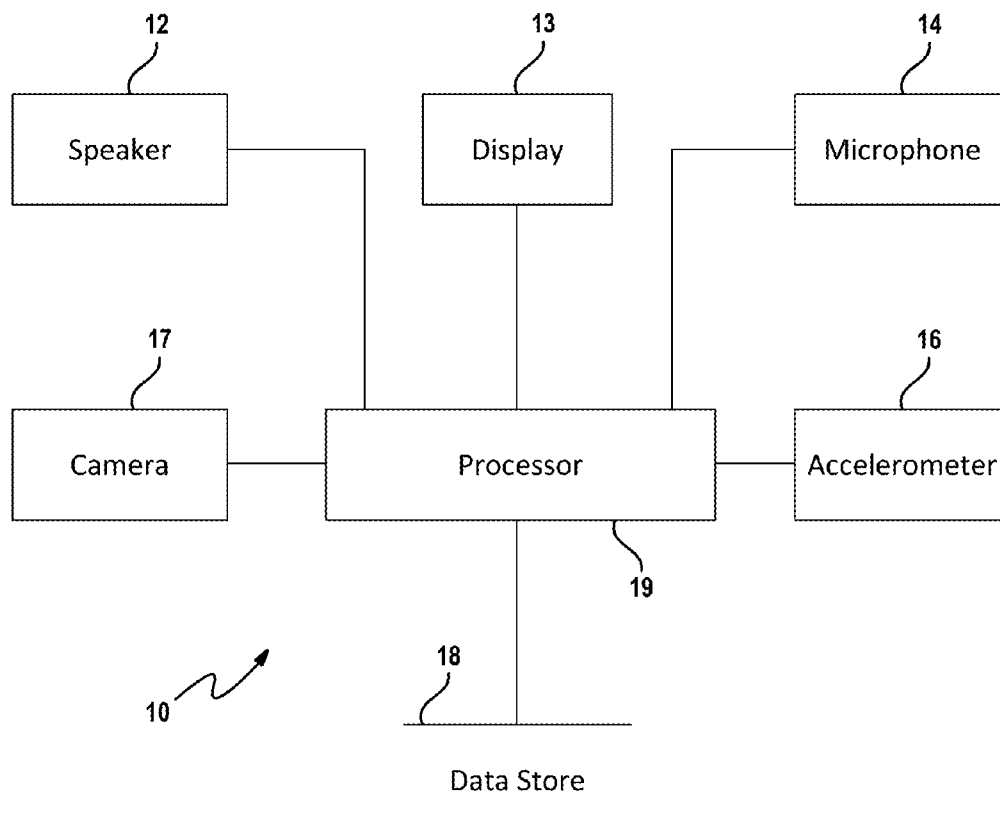 12
13
14
Speaker
Display
Microphone
17
16
Camera
Processor
Accelerometer
19
18
10
Data Store